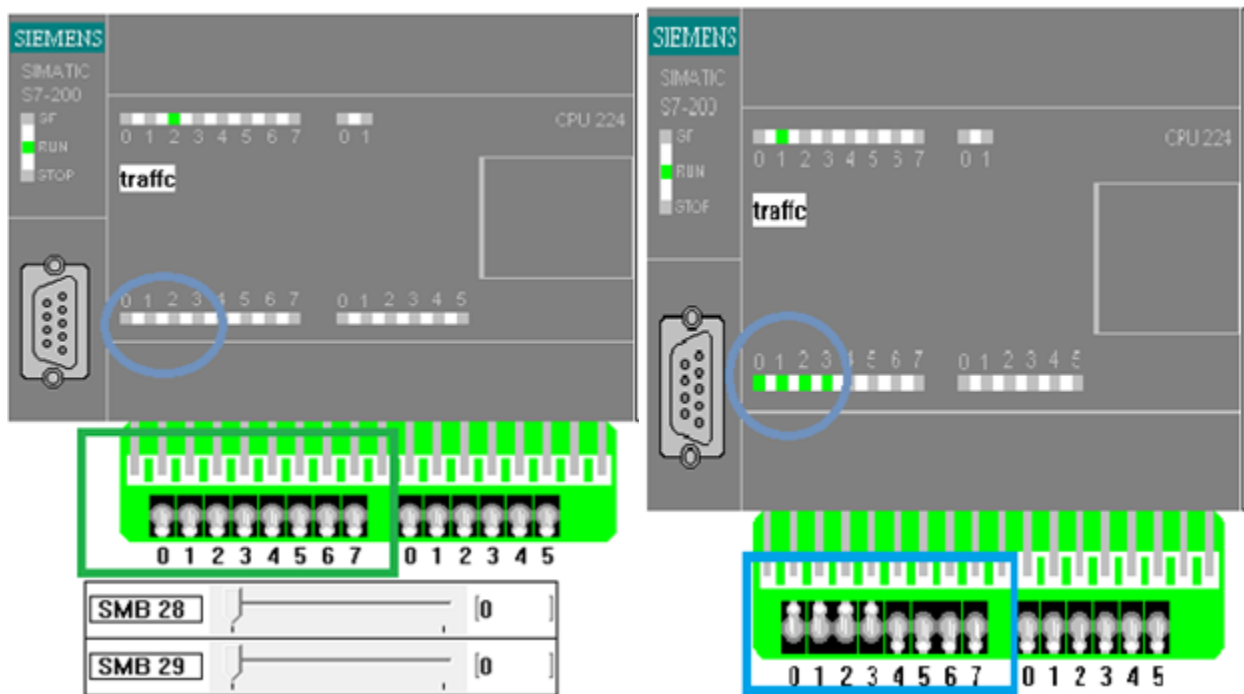 SIEMENS
SIMATIC
S7-200
SF
RUN
STOP
0 1 2 3 4 5 6 7 0 1
CPU 224
traffc
0 1 2 3 4 5 6 7 0 1 2 3 4 5
0 1 2 3 4 5 6 7 0 1 2 3 4 5
SMB 28 [0 ]
SMB 29 [0 ]
SIEMENS
SIMATIC
S7-200
SF
RUN
STOP
0 1 2 3 4 5 6 7 0 1
CPU 224
traffc
0 1 2 3 4 5 6 7 0 1 2 3 4 5
0 1 2 3 4 5 6 7 0 1 2 3 4 5